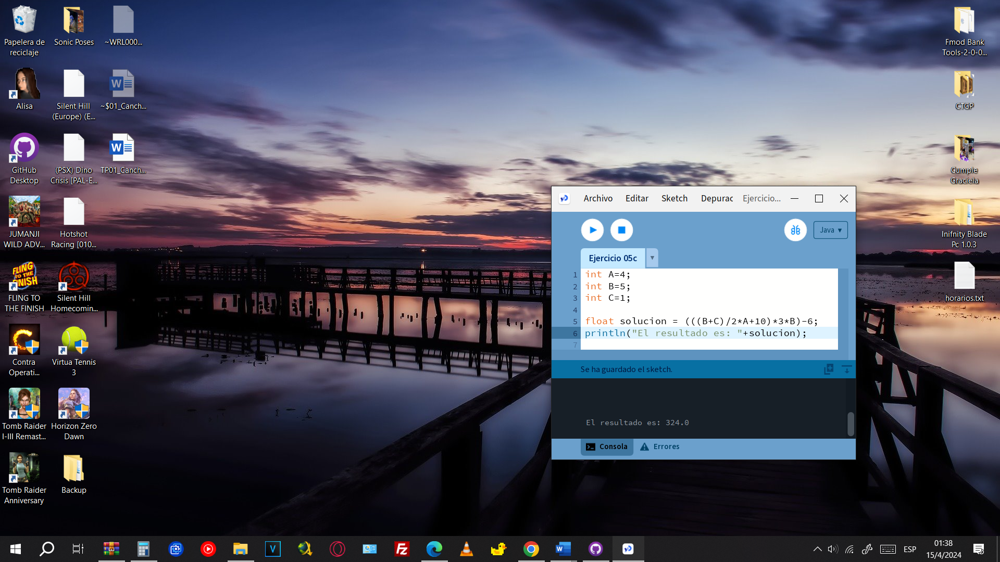 Papelera de
reciclaje
Sonic Poses
~WRL000...
Alisa
Silent Hill
(Europe) (E...
~$01_Canch...
GitHub
Desktop
(PSX) Dino
Crisis [PAL-E...
TP01_Canch...
JUMANJI
WILD ADV...
Hotshot
Racing [010...
FLING TO
THE FINISH
Silent Hill
Homecomin...
Contra
Operati...
Virtua Tennis
3
Tomb Raider
I-III Remast...
Horizon Zero
Dawn
Tomb Raider
Anniversary
Backup
Fmod Bank
Tools-2-0-0...
CTGP
Cumple
Graciela
Inifnity Blade
Pc 1.0.3
horarios.txt
Archivo Editar Sketch Depurac Ejercicio...
Java
Ejercicio 05c
1 int A=4;
2 int B=5;
3 int C=1;
4
5 float solucion = (((B+C)/2*A+10)*3*B)-6;
6 println("El resultado es: "+solucion);
7
Se ha guardado el sketch.
El resultado es: 324.0
Consola Errores
ESP
01:38
15/4/2024